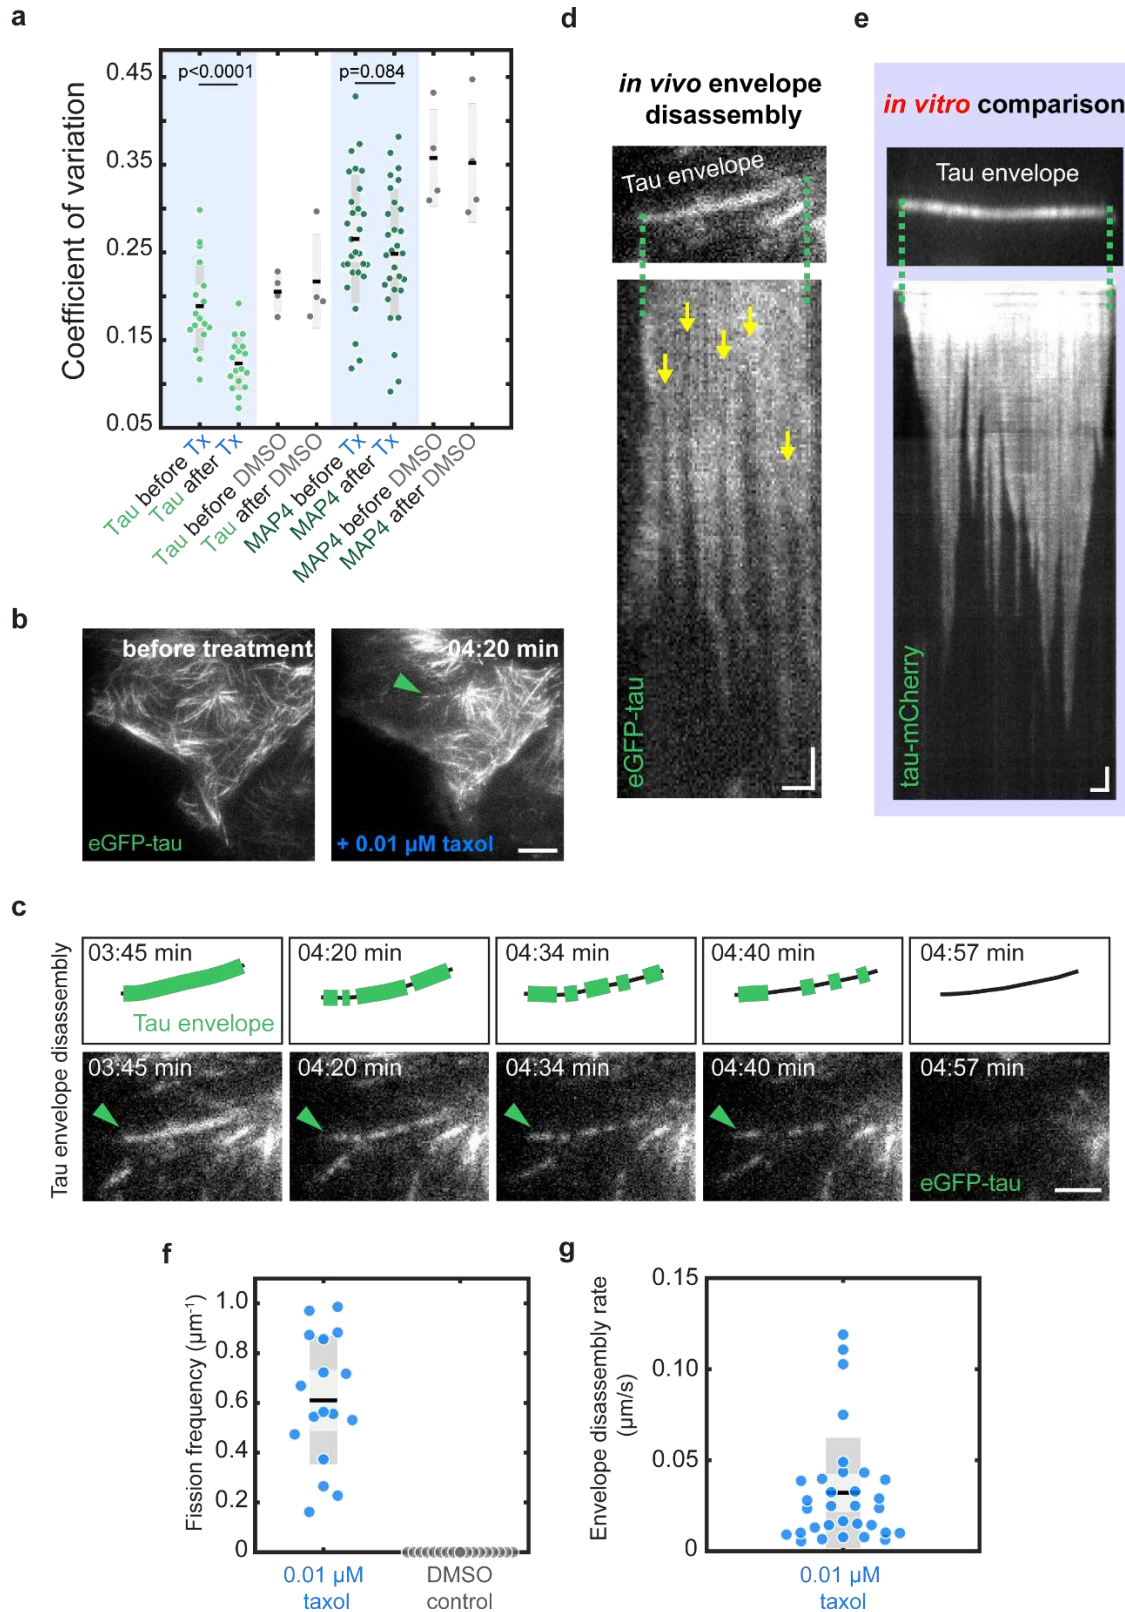 a
Coefficient of variation
0.45
0.35
0.25
0.15
0.05
p<0.0001
p=0.084
Tau before Tx
Tau after Tx
Tau before DMSO
Tau after DMSO
MAP4 before Tx
MAP4 after Tx
MAP4 before DMSO
MAP4 after DMSO
b
before treatment
eGFP-tau
04:20 min
+ 0.01 µM taxol
c
Tau envelope disassembly
03:45 min
Tau envelope
04:20 min
04:34 min
04:40 min
04:57 min
03:45 min
04:20 min
04:34 min
04:40 min
04:57 min
eGFP-tau
d
in vivo envelope
disassembly
Tau envelope
eGFP-tau
e
in vitro comparison
Tau envelope
tau-mCherry
f
Fission frequency (µm⁻¹)
1.0
0.8
0.6
0.4
0.2
0
0.01 µM
taxol
DMSO
control
g
Envelope disassembly rate
(µm/s)
0.15
0.10
0.05
0
0.01 µM
taxol